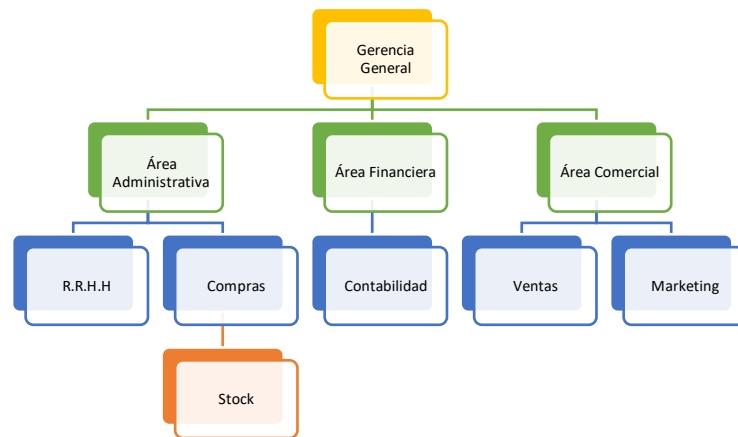 Gerencia
General
Área
Administrativa
Área Financiera
Área Comercial
R.R.H.H
Compras
Contabilidad
Ventas
Marketing
Stock